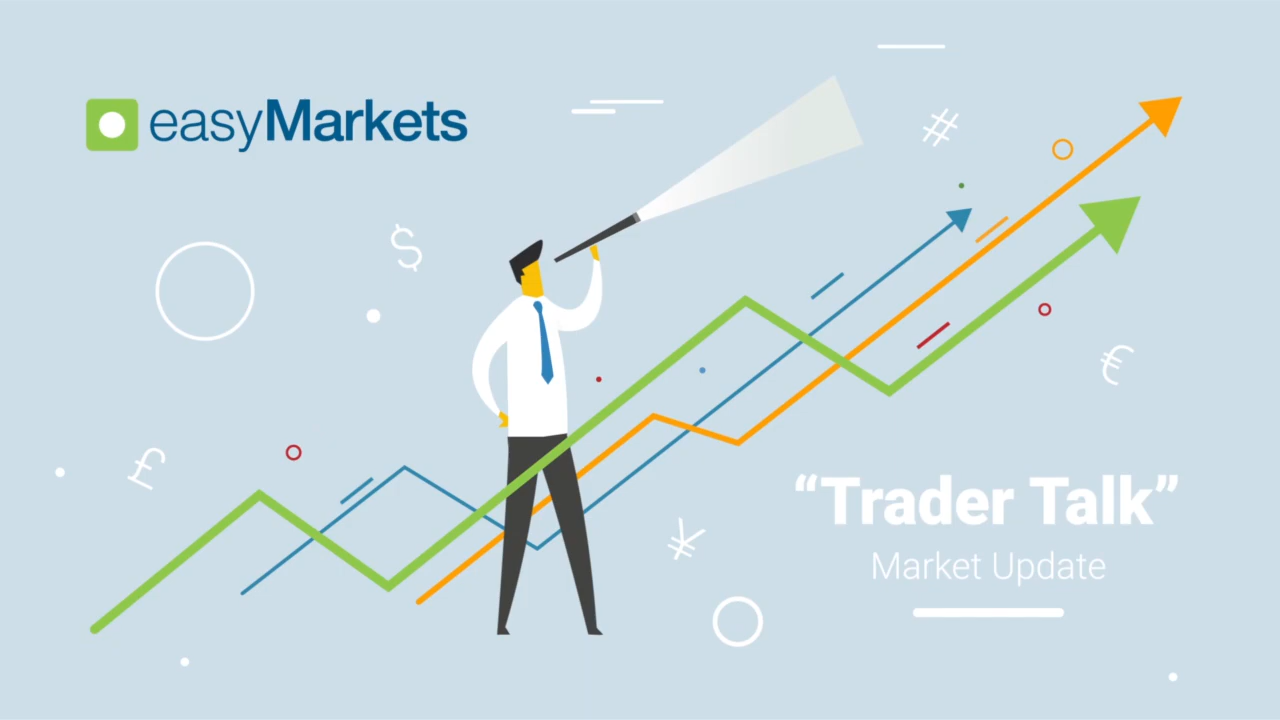 easyMarkets
$
#
£
€
¥
“Trader Talk”
Market Update